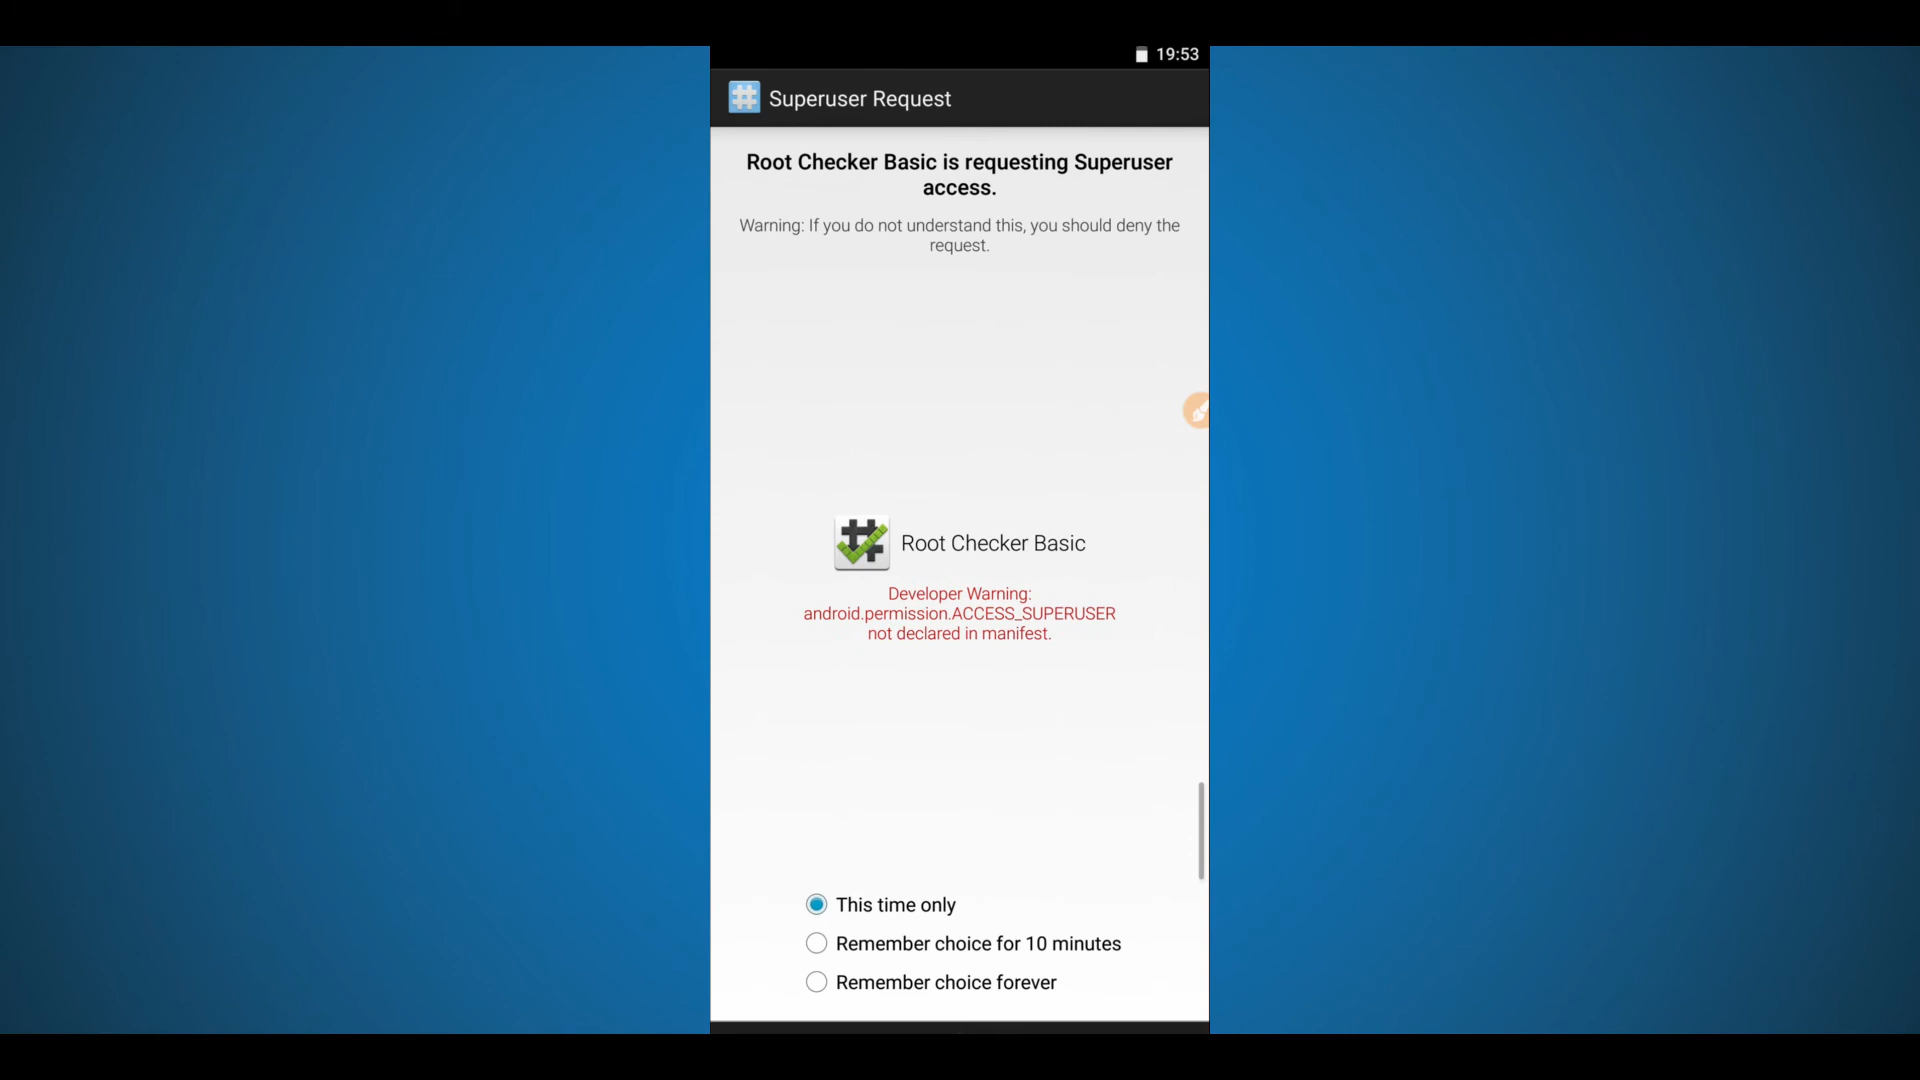 19:53
Superuser Request
Root Checker Basic is requesting Superuser
access.
Warning: If you do not understand this, you should deny the
request.
Root Checker Basic
Developer Warning:
android.permission.ACCESS_SUPERUSER
not declared in manifest.
This time only
Remember choice for 10 minutes
Remember choice forever